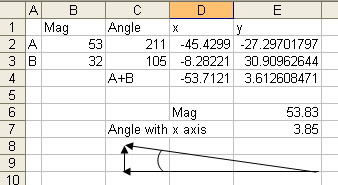 A B C D E
1 Mag Angle x y
2 A 53 211 -45.4299 -27.29701797
3 B 32 105 -8.28221 30.90962644
4 A+B -53.7121 3.612608471
5
6 Mag 53.83
7 Angle with x axis 3.85
8
9
10